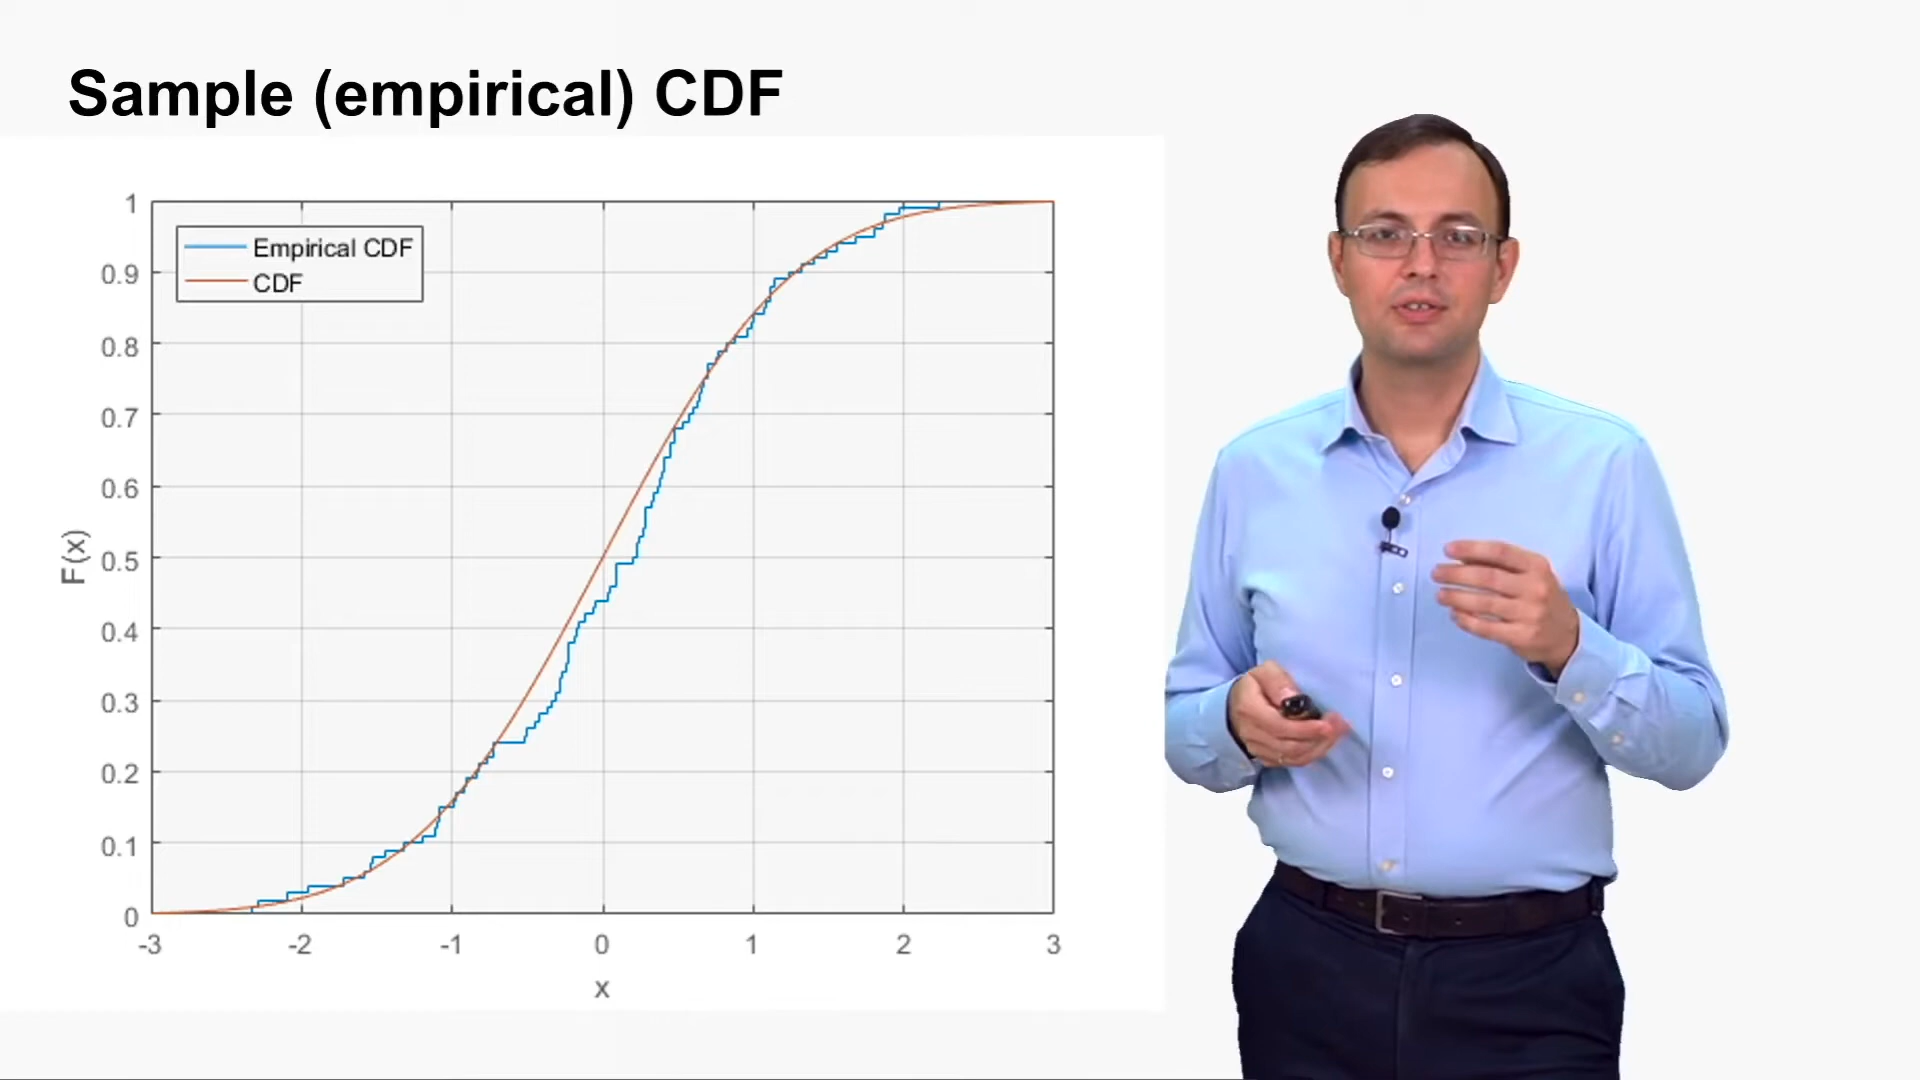 Sample (empirical) CDF
1
0.9
0.8
0.7
0.6
0.5
0.4
0.3
0.2
0.1
0
F(x)
Empirical CDF
CDF
-3 -2 -1 0 1 2 3
x